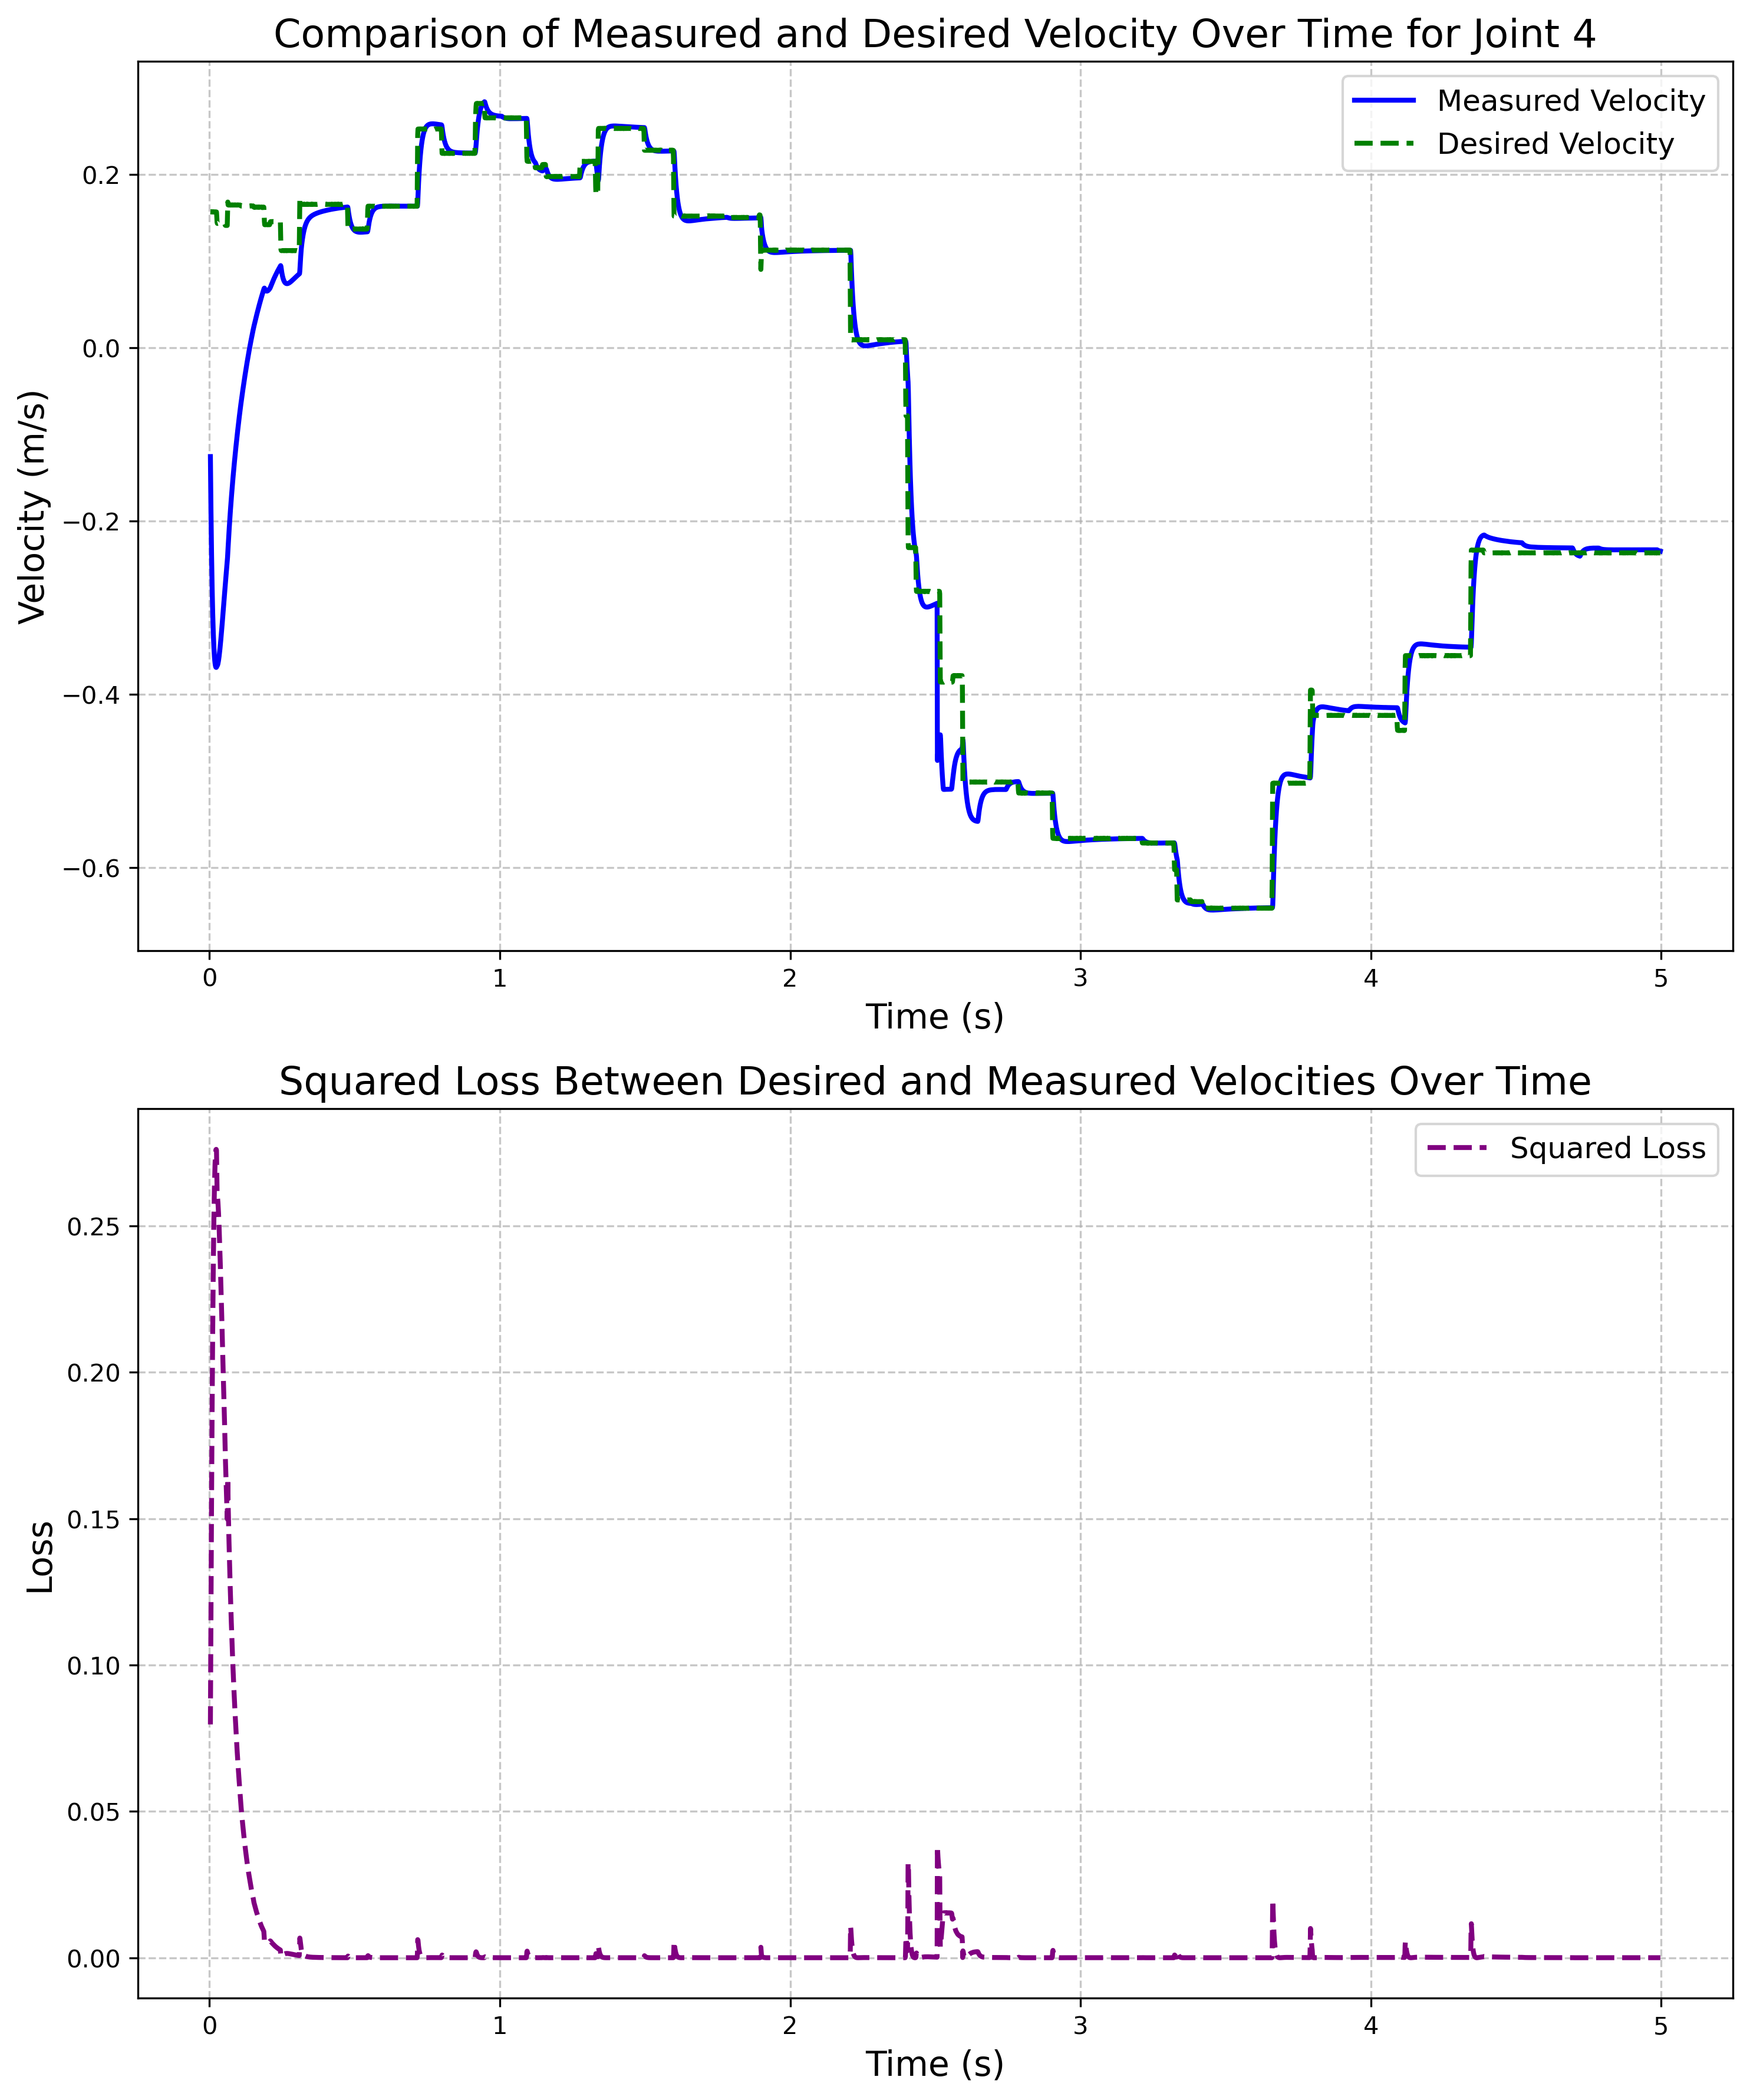 Comparison of Measured and Desired Velocity Over Time for Joint 4
Measured Velocity
Desired Velocity
Velocity (m/s)
0.2
0.0
−0.2
−0.4
−0.6
0 1 2 3 4 5
Time (s)
Squared Loss Between Desired and Measured Velocities Over Time
Squared Loss
Loss
0.25
0.20
0.15
0.10
0.05
0.00
0 1 2 3 4 5
Time (s)